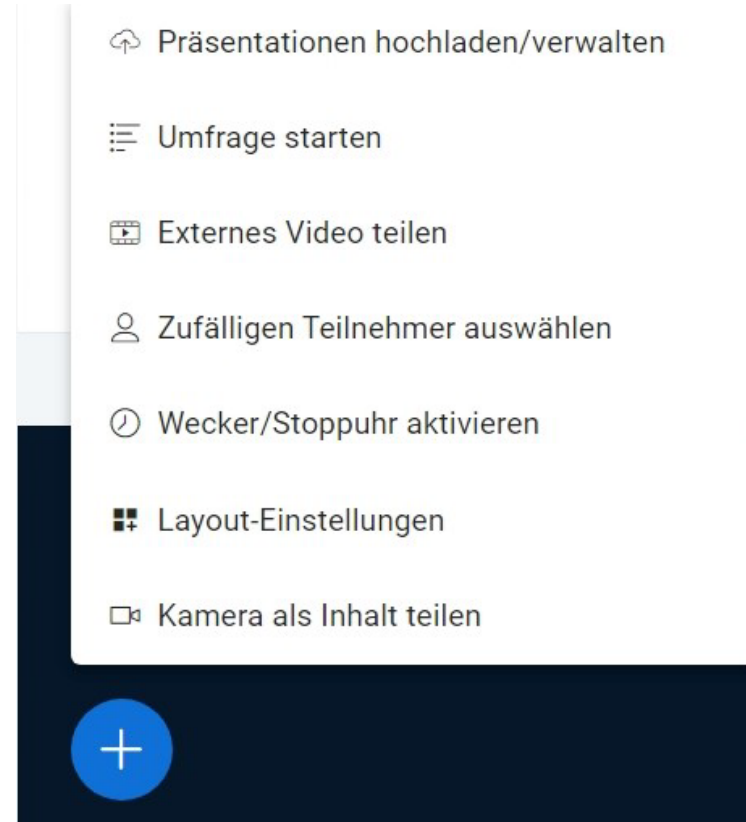 Präsentationen hochladen/verwalten
Umfrage starten
Externes Video teilen
Zufälligen Teilnehmer auswählen
Wecker/Stoppuhr aktivieren
Layout-Einstellungen
Kamera als Inhalt teilen